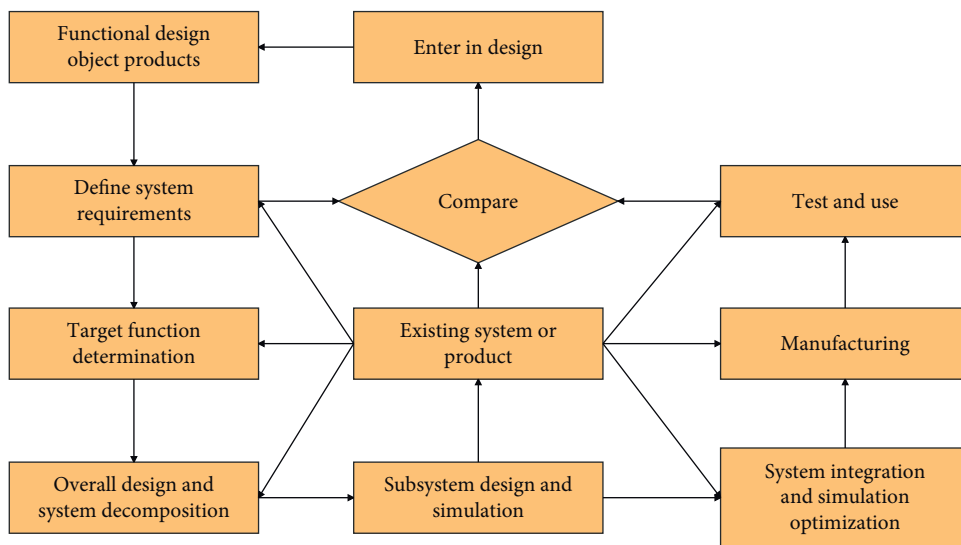 Functional design
object products
Enter in design
Define system
requirements
Compare
Test and use
Target function
determination
Existing system or
product
Manufacturing
Overall design and
system decomposition
Subsystem design and
simulation
System integration
and simulation
optimization